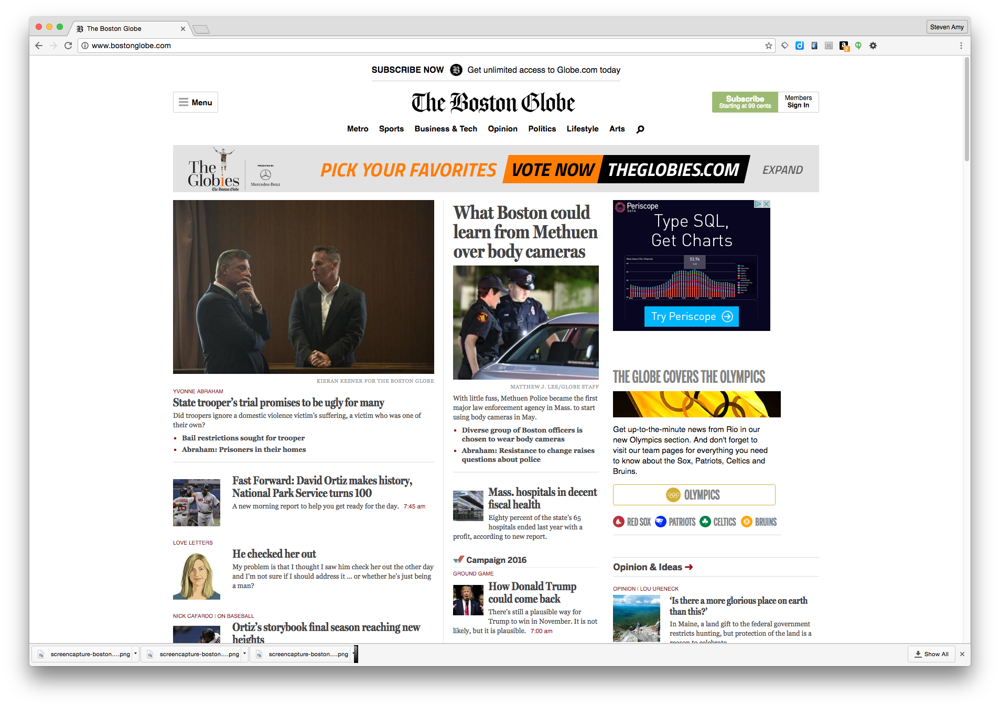 The Boston Globe
Steven Amy
www.bostonglobe.com
SUBSCRIBE NOW Get unlimited access to Globe.com today
Menu
The Boston Globe
Subscribe
Starting at 99 cents
Members
Sign In
Metro Sports Business & Tech Opinion Politics Lifestyle Arts
The Globies
The Boston Globe
PRESENTED BY
Mercedes-Benz
PICK YOUR FAVORITES VOTE NOW THEGLOBIES.COM EXPAND
KIERAN KESNER FOR THE BOSTON GLOBE
YVONNE ABRAHAM
State trooper's trial promises to be ugly for many
Did troopers ignore a domestic violence victim's suffering, a victim who was one of
their own?
Bail restrictions sought for trooper
Abraham: Prisoners in their homes
Fast Forward: David Ortiz makes history,
National Park Service turns 100
A new morning report to help you get ready for the day. 7:45 am
LOVE LETTERS
He checked her out
My problem is that I thought I saw him check her out the other day
and I'm not sure if I should address it ... or whether he's just being
a man?
NICK CAFARDO | ON BASEBALL
Ortiz's storybook final season reaching new
heights
What Boston could
learn from Methuen
over body cameras
MATTHEW J. LEE/GLOBE STAFF
With little fuss, Methuen Police became the first
major law enforcement agency in Mass. to start
using body cameras in May.
Diverse group of Boston officers is
chosen to wear body cameras
Abraham: Resistance to change raises
questions about police
Mass. hospitals in decent
fiscal health
Eighty percent of the state's 65
hospitals ended last year with a
profit, according to new report.
Campaign 2016
GROUND GAME
How Donald Trump
could come back
There's still a plausible way for
Trump to win in November. It is not
likely, but it is plausible. 7:00 am
Periscope
DATA
Type SQL,
Get Charts
New Users Per Channel
53.9k
Try Periscope
THE GLOBE COVERS THE OLYMPICS
Get up-to-the-minute news from Rio in our
new Olympics section. And don't forget to
visit our team pages for everything you need
to know about the Sox, Patriots, Celtics and
Bruins.
OLYMPICS
RED SOX PATRIOTS CELTICS BRUINS
Opinion & Ideas
OPINION | LOU URENECK
'Is there a more glorious place on earth
than this?'
In Maine, a land gift to the federal government
restricts hunting, but protection of the land is a
reason to celebrate.
screencapture-boston....png
screencapture-boston....png
screencapture-boston....png
Show All